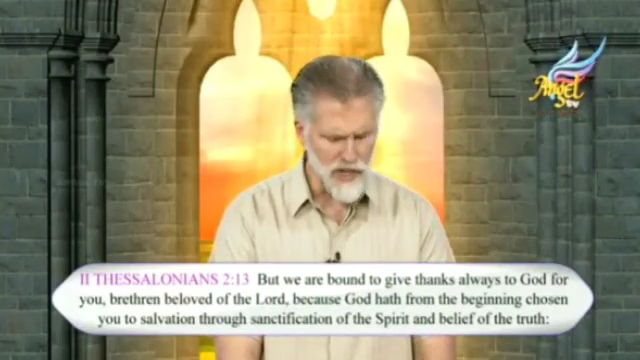 Angel
TV
II THESSALONIANS 2:13 But we are bound to give thanks always to God for
you, brethren beloved of the Lord, because God hath from the beginning chosen
you to salvation through sanctification of the Spirit and belief of the truth: